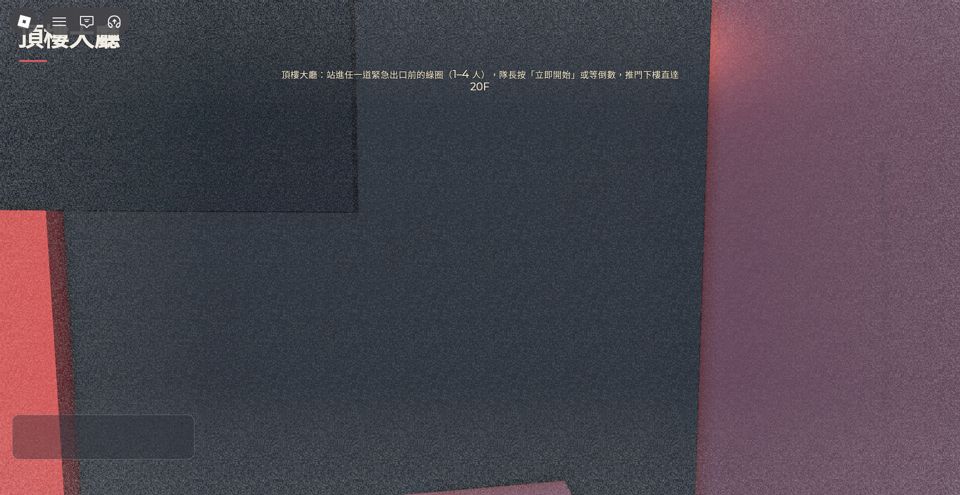 頂樓大廳
頂樓大廳：站進任一道緊急出口前的綠圈（1–4 人），隊長按「立即開始」或等倒數，推門下樓直達
20F